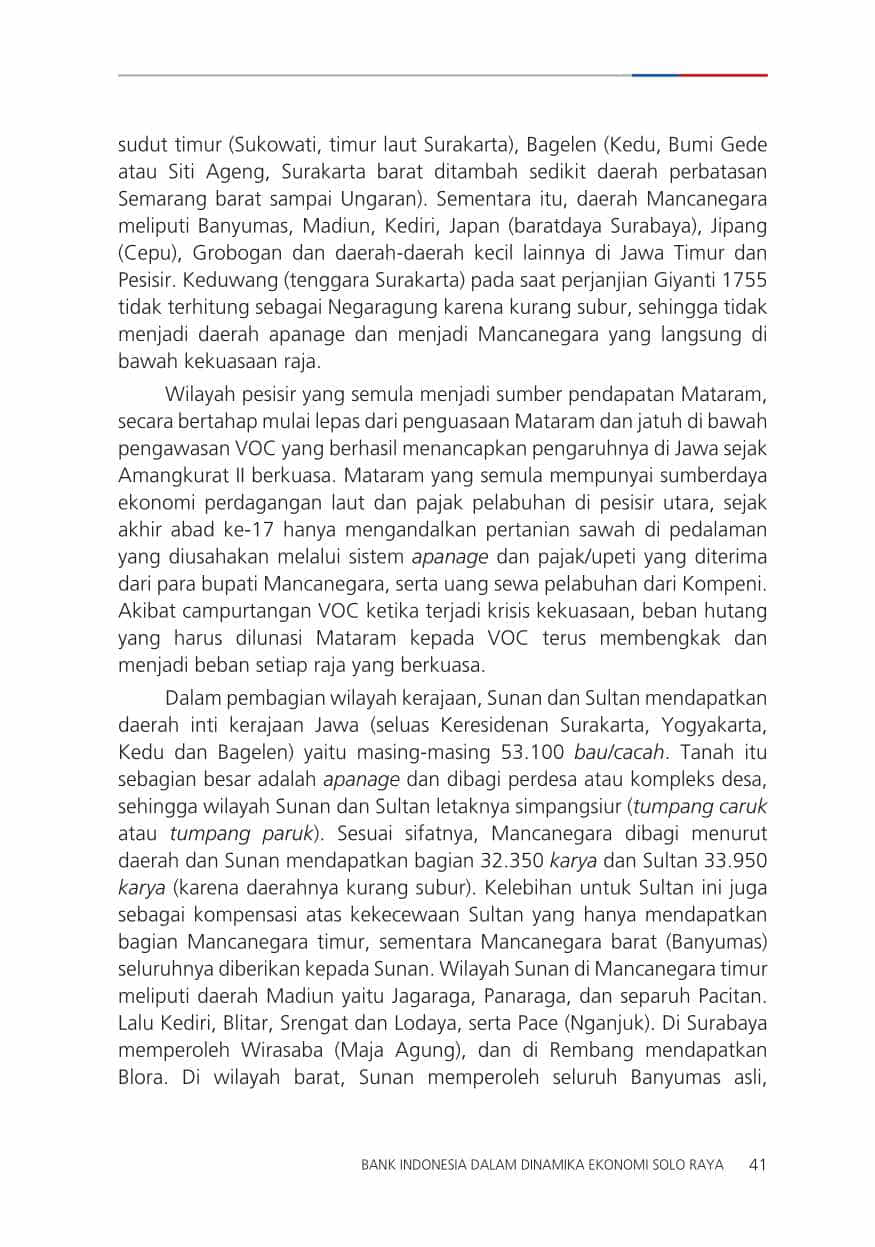 sudut timur (Sukowati, timur laut Surakarta), Bagelen (Kedu, Bumi Gede
atau Siti Ageng, Surakarta barat ditambah sedikit daerah perbatasan
Semarang barat sampai Ungaran). Sementara itu, daerah Mancanegara
meliputi Banyumas, Madiun, Kediri, Japan (baratdaya Surabaya), Jipang
(Cepu), Grobogan dan daerah-daerah kecil lainnya di Jawa Timur dan
Pesisir. Keduwang (tenggara Surakarta) pada saat perjanjian Giyanti 1755
tidak terhitung sebagai Negaragung karena kurang subur, sehingga tidak
menjadi daerah apanage dan menjadi Mancanegara yang langsung di
bawah kekuasaan raja.
Wilayah pesisir yang semula menjadi sumber pendapatan Mataram,
secara bertahap mulai lepas dari penguasaan Mataram dan jatuh di bawah
pengawasan VOC yang berhasil menancapkan pengaruhnya di Jawa sejak
Amangkurat II berkuasa. Mataram yang semula mempunyai sumberdaya
ekonomi perdagangan laut dan pajak pelabuhan di pesisir utara, sejak
akhir abad ke-17 hanya mengandalkan pertanian sawah di pedalaman
yang diusahakan melalui sistem apanage dan pajak/upeti yang diterima
dari para bupati Mancanegara, serta uang sewa pelabuhan dari Kompeni.
Akibat campurtangan VOC ketika terjadi krisis kekuasaan, beban hutang
yang harus dilunasi Mataram kepada VOC terus membengkak dan
menjadi beban setiap raja yang berkuasa.
Dalam pembagian wilayah kerajaan, Sunan dan Sultan mendapatkan
daerah inti kerajaan Jawa (seluas Keresidenan Surakarta, Yogyakarta,
Kedu dan Bagelen) yaitu masing-masing 53.100 bau/cacah. Tanah itu
sebagian besar adalah apanage dan dibagi perdesa atau kompleks desa,
sehingga wilayah Sunan dan Sultan letaknya simpangsiur (tumpang caruk
atau tumpang paruk). Sesuai sifatnya, Mancanegara dibagi menurut
daerah dan Sunan mendapatkan bagian 32.350 karya dan Sultan 33.950
karya (karena daerahnya kurang subur). Kelebihan untuk Sultan ini juga
sebagai kompensasi atas kekecewaan Sultan yang hanya mendapatkan
bagian Mancanegara timur, sementara Mancanegara barat (Banyumas)
seluruhnya diberikan kepada Sunan. Wilayah Sunan di Mancanegara timur
meliputi daerah Madiun yaitu Jagaraga, Panaraga, dan separuh Pacitan.
Lalu Kediri, Blitar, Srengat dan Lodaya, serta Pace (Nganjuk). Di Surabaya
memperoleh Wirasaba (Maja Agung), dan di Rembang mendapatkan
Blora. Di wilayah barat, Sunan memperoleh seluruh Banyumas asli,
BANK INDONESIA DALAM DINAMIKA EKONOMI SOLO RAYA 41